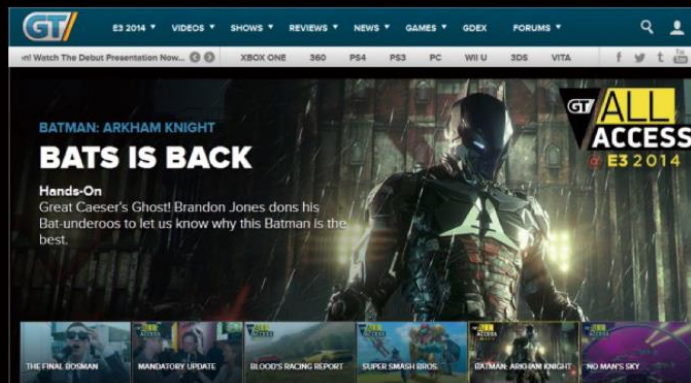 GT/
E3 2014 VIDEOS SHOWS REVIEWS NEWS GAMES GDEX FORUMS
n! Watch The Debut Presentation Now... XBOX ONE 360 PS4 PS3 PC WII U 3DS VITA f t You Tube
BATMAN: ARKHAM KNIGHT
BATS IS BACK
Hands-On
Great Caeser's Ghost! Brandon Jones dons his
Bat-underoos to let us know why this Batman is the
best.
GT ALL
ACCESS
@ E3 2014
THE FINAL BOSMAN
MANDATORY UPDATE
BLOOD'S RACING REPORT
SUPER SMASH BROS.
BATMAN: ARKHAM KNIGHT
NO MAN'S SKY